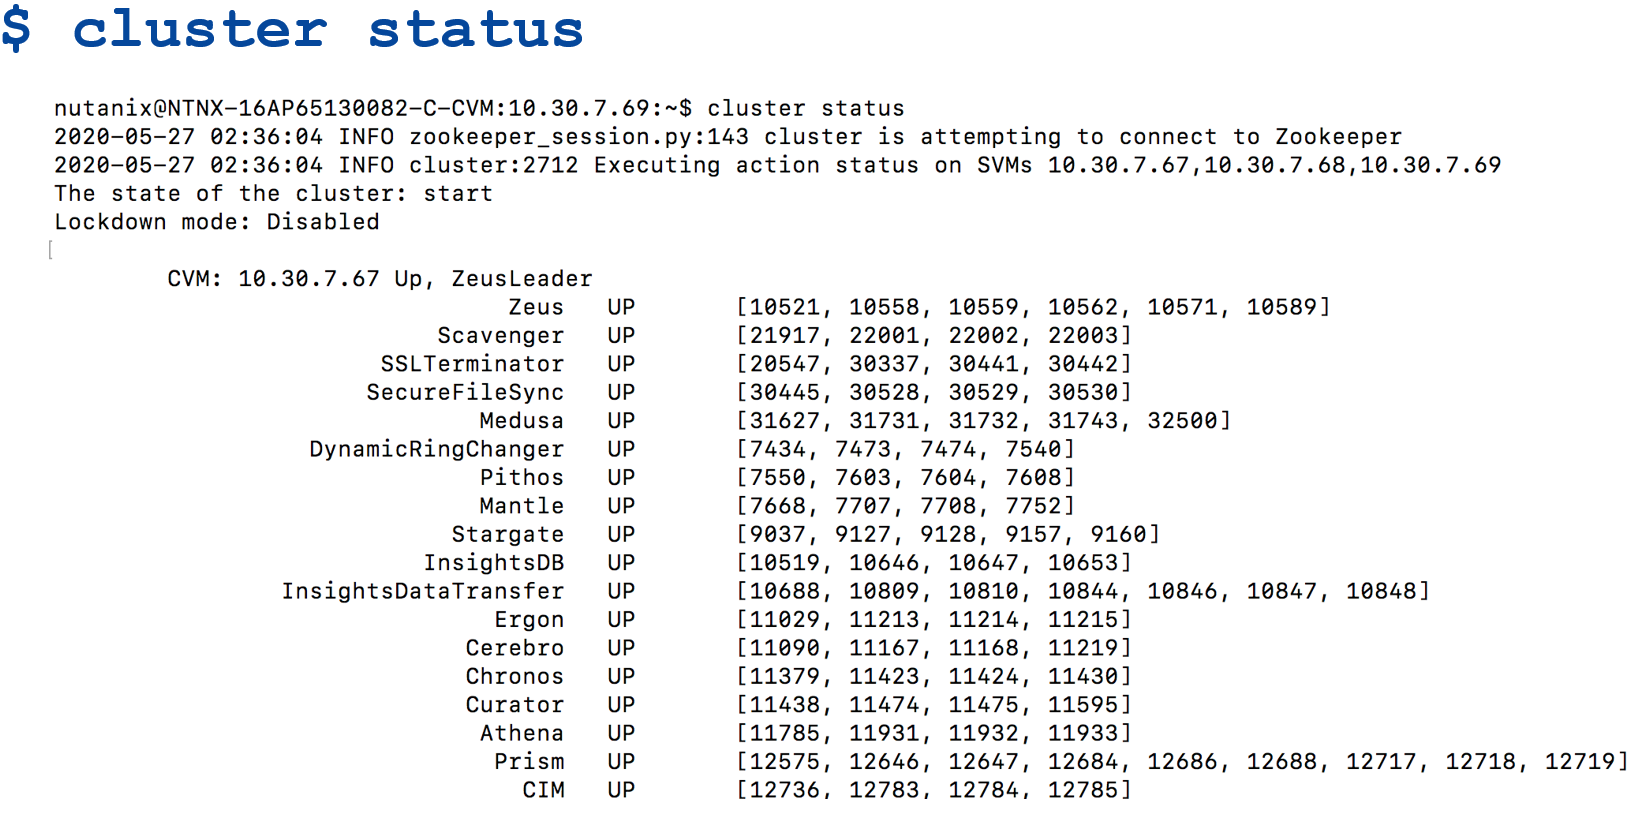 $ cluster status
nutanix@NTNX-16AP65130082-C-CVM:10.30.7.69:~$ cluster status
2020-05-27 02:36:04 INFO zookeeper_session.py:143 cluster is attempting to connect to Zookeeper
2020-05-27 02:36:04 INFO cluster:2712 Executing action status on SVMs 10.30.7.67,10.30.7.68,10.30.7.69
The state of the cluster: start
Lockdown mode: Disabled
[
CVM: 10.30.7.67 Up, ZeusLeader
Zeus UP [10521, 10558, 10559, 10562, 10571, 10589]
Scavenger UP [21917, 22001, 22002, 22003]
SSLTerminator UP [20547, 30337, 30441, 30442]
SecureFileSync UP [30445, 30528, 30529, 30530]
Medusa UP [31627, 31731, 31732, 31743, 32500]
DynamicRingChanger UP [7434, 7473, 7474, 7540]
Pithos UP [7550, 7603, 7604, 7608]
Mantle UP [7668, 7707, 7708, 7752]
Stargate UP [9037, 9127, 9128, 9157, 9160]
InsightsDB UP [10519, 10646, 10647, 10653]
InsightsDataTransfer UP [10688, 10809, 10810, 10844, 10846, 10847, 10848]
Ergon UP [11029, 11213, 11214, 11215]
Cerebro UP [11090, 11167, 11168, 11219]
Chronos UP [11379, 11423, 11424, 11430]
Curator UP [11438, 11474, 11475, 11595]
Athena UP [11785, 11931, 11932, 11933]
Prism UP [12575, 12646, 12647, 12684, 12686, 12688, 12717, 12718, 12719]
CIM UP [12736, 12783, 12784, 12785]